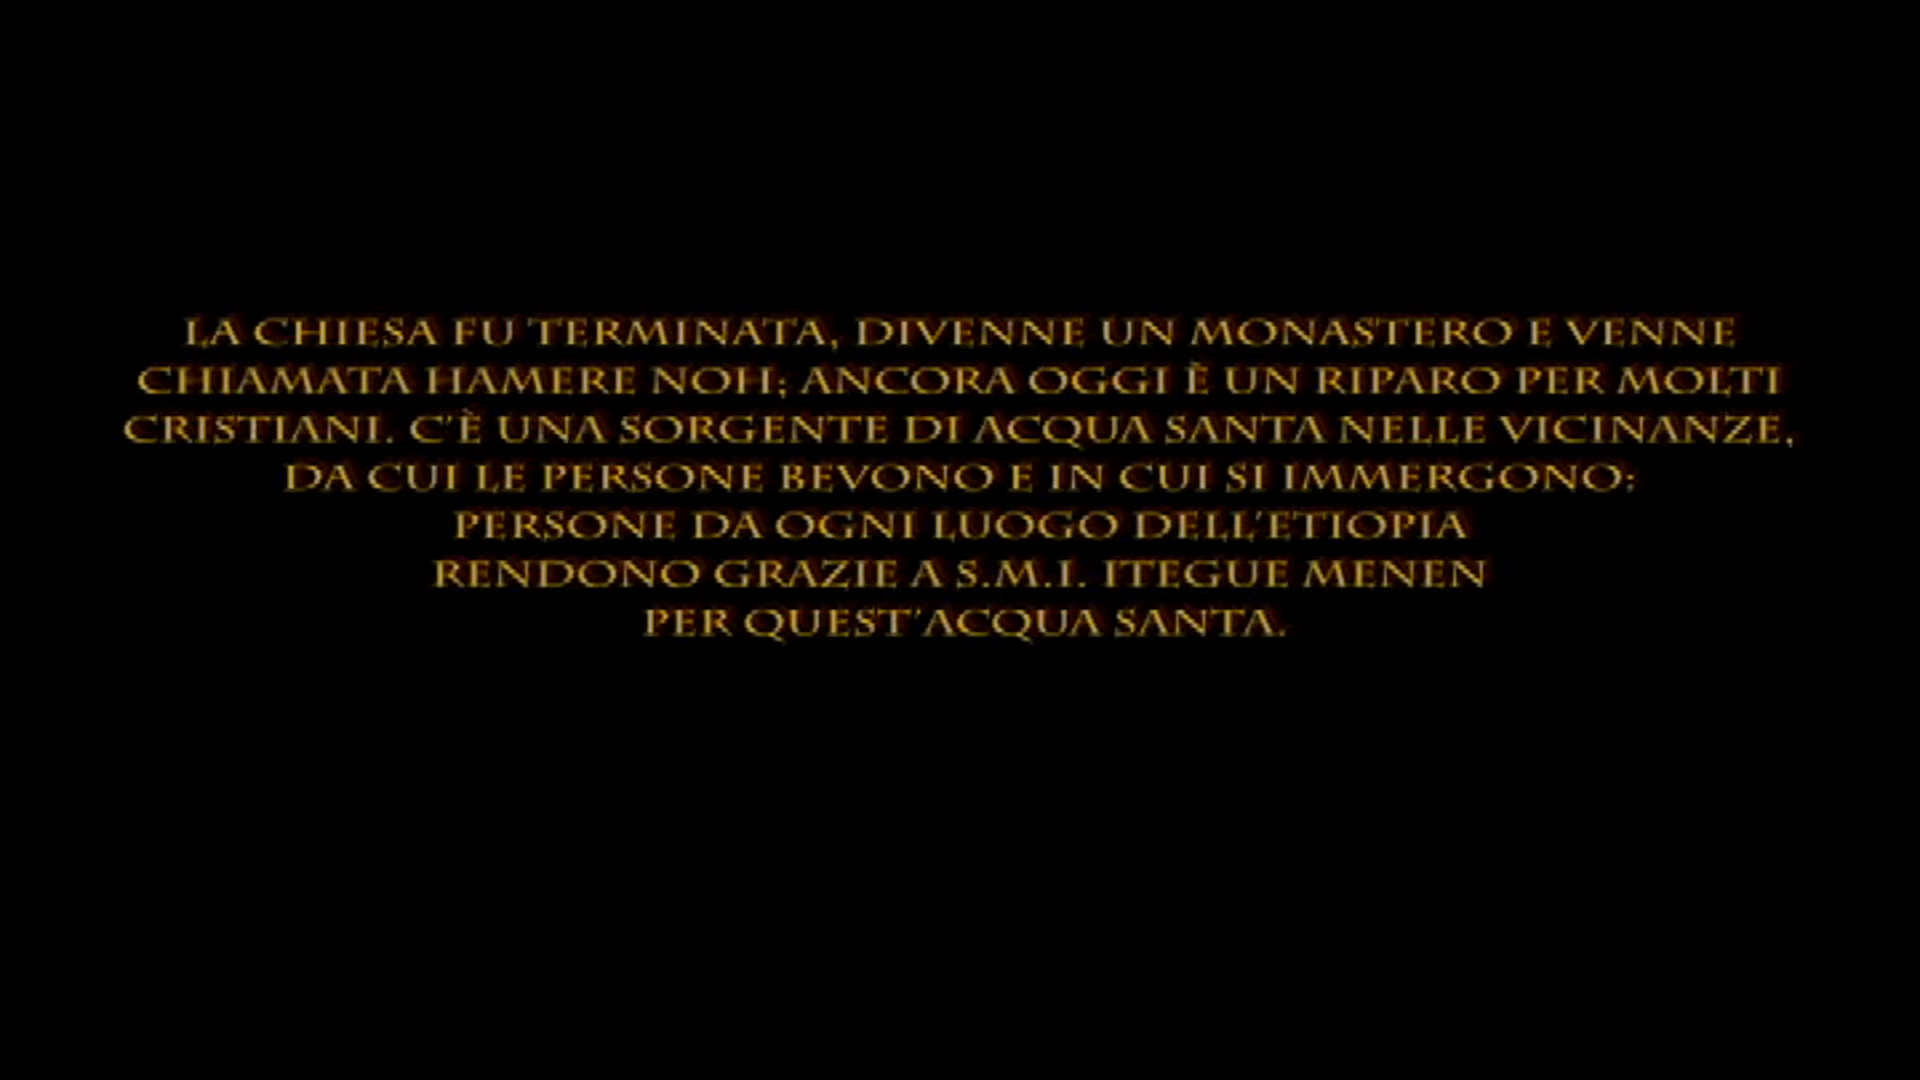 LA CHIESA FU TERMINATA, DIVENNE UN MONASTERO E VENNE
CHIAMATA HAMERE NOH; ANCORA OGGI È UN RIPARO PER MOLTI
CRISTIANI. C'È UNA SORGENTE DI ACQUA SANTA NELLE VICINANZE,
DA CUI LE PERSONE BEVONO E IN CUI SI IMMERGONO:
PERSONE DA OGNI LUOGO DELL'ETIOPIA
RENDONO GRAZIE A S.M.I. ITEGUE MENEN
PER QUEST'ACQUA SANTA.